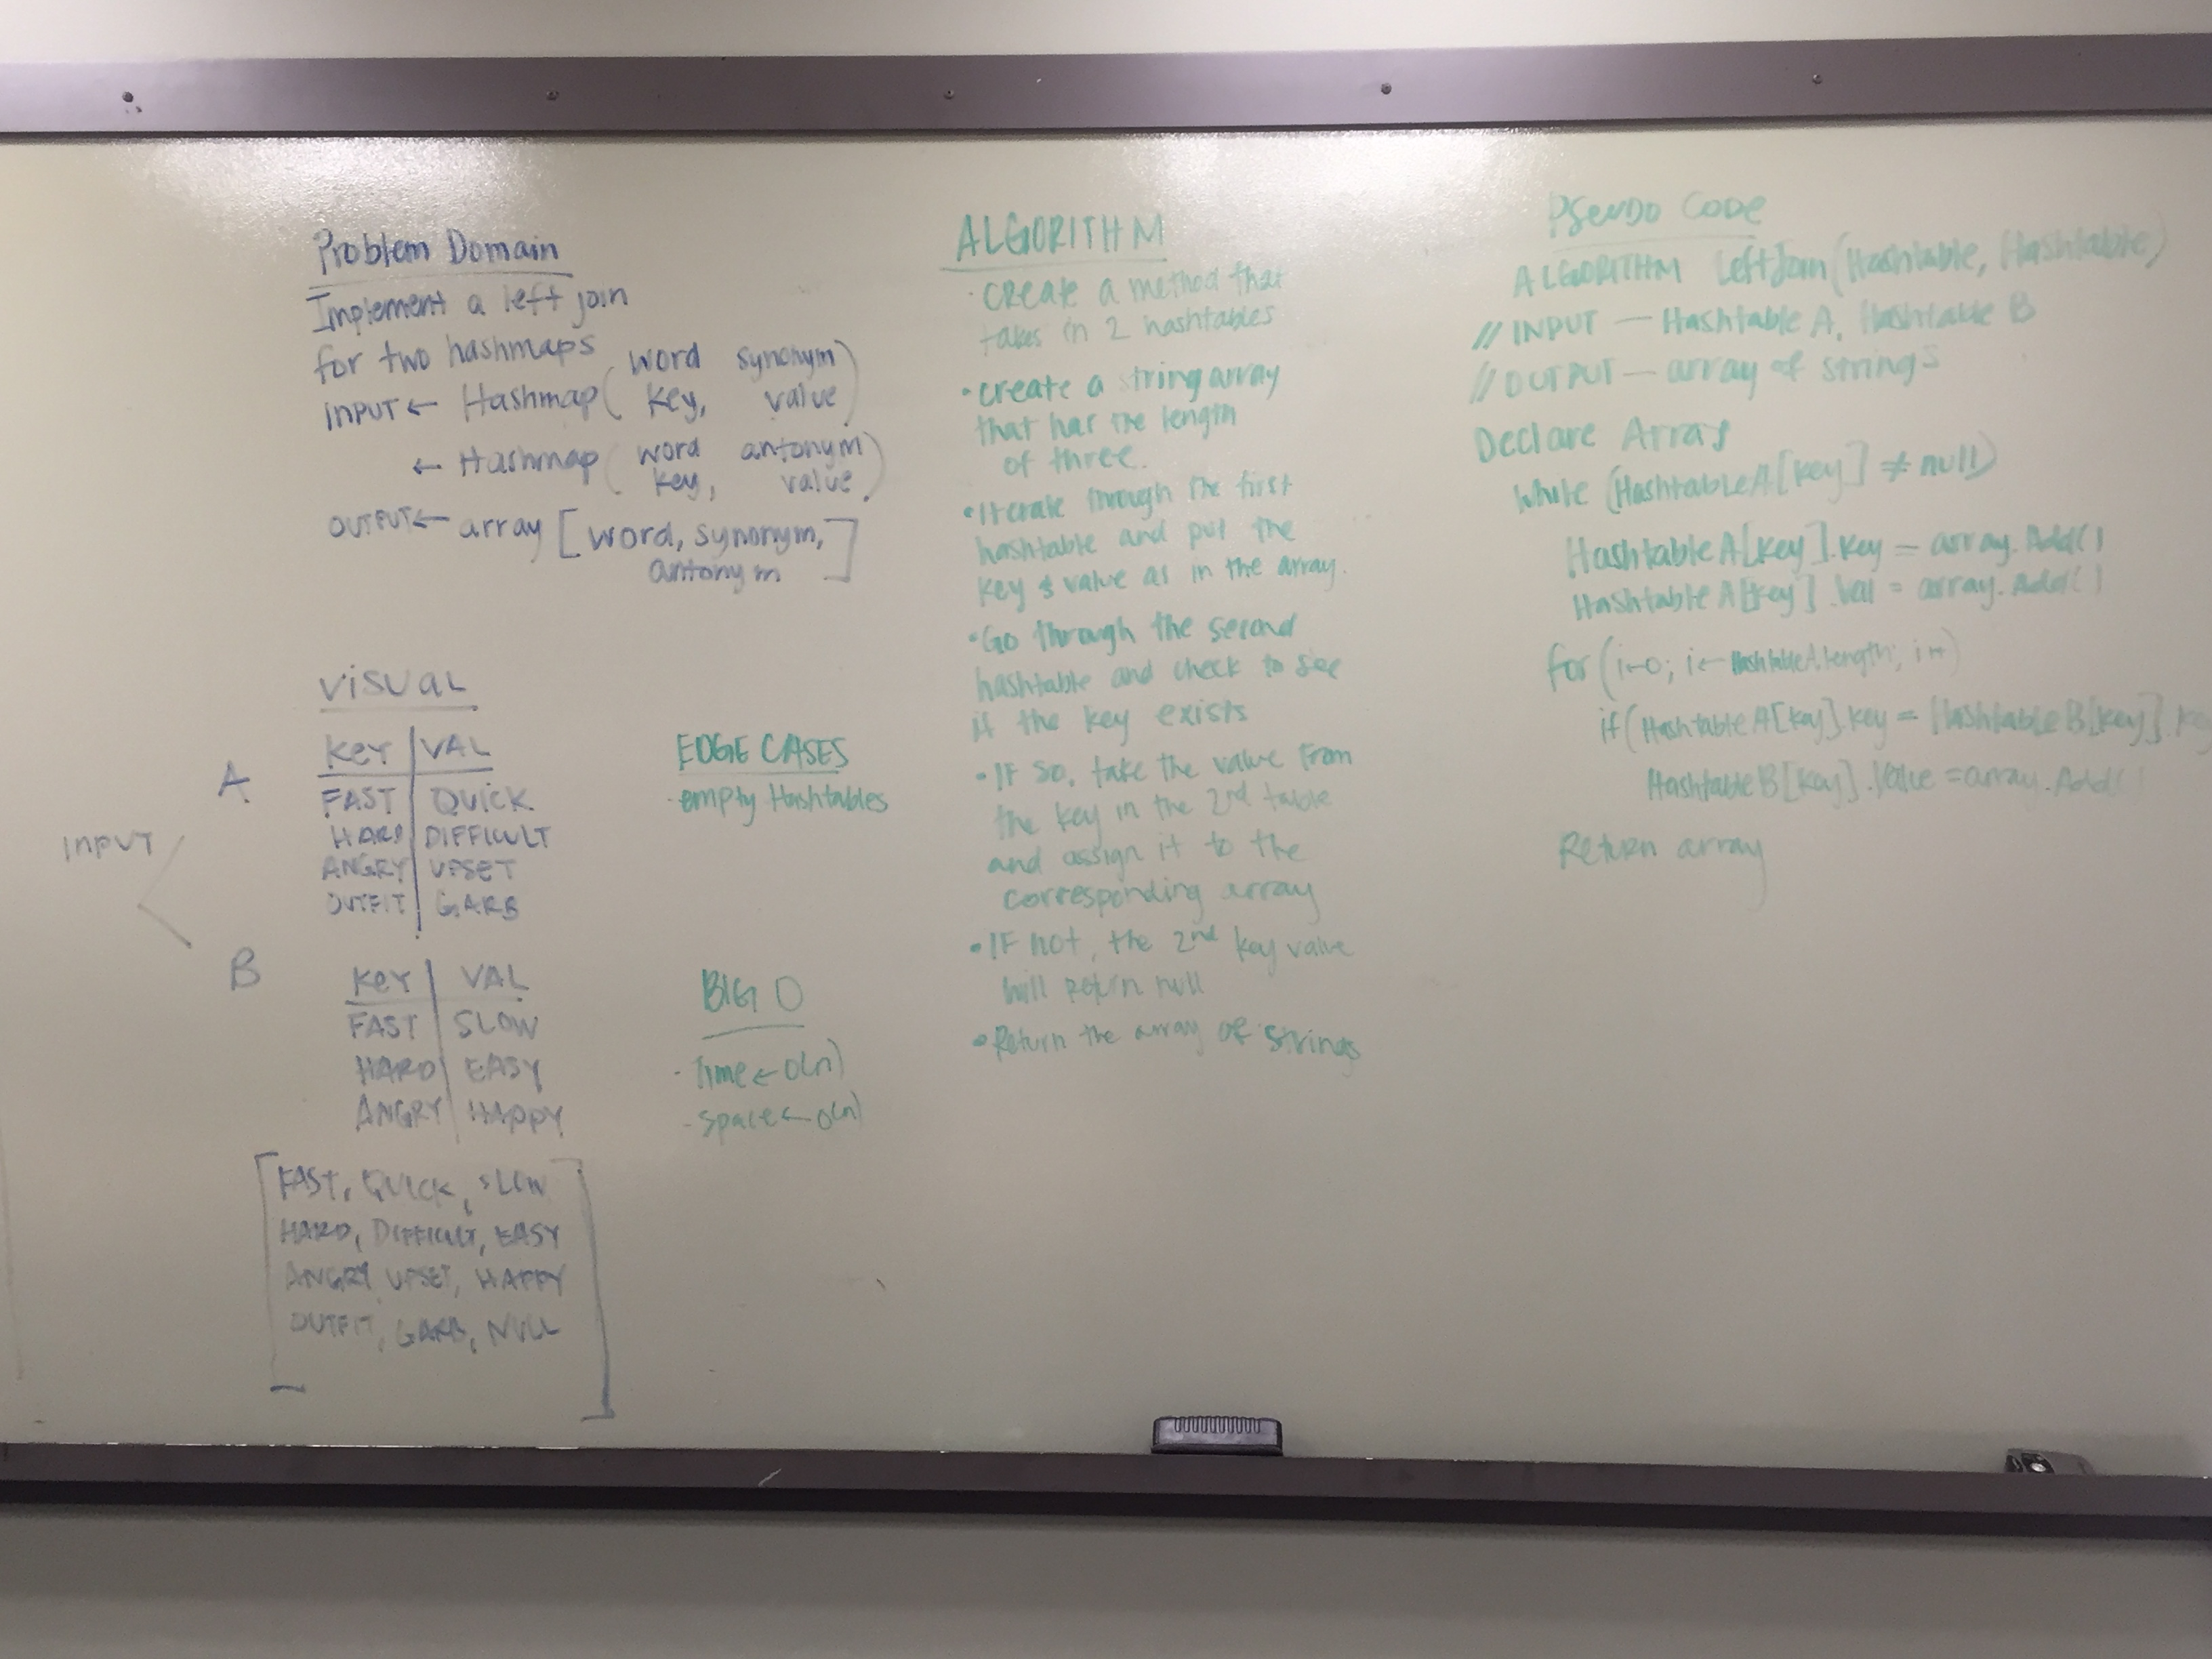 Problem Domain
Implement a left join
for two hashmaps
word synonym
INPUT ← Hashmap( key, value )
word antonym
← Hashmap( key, value )
OUTPUT ← array [ word, synonym,
antonym ]
VISUAL
INPUT
A
KEY | VAL
FAST | QUICK
HARD | DIFFICULT
ANGRY | UPSET
OUTFIT | GARB
B
KEY | VAL
FAST | SLOW
HARD | EASY
ANGRY | HAPPY
[ FAST, QUICK, SLOW
HARD, DIFFICULT, EASY
ANGRY, UPSET, HAPPY
OUTFIT, GARB, NULL ]
EDGE CASES
- empty Hashtables
BIG O
- Time ← O(n)
- Space ← O(n)
ALGORITHM
• Create a method that
takes in 2 hashtables
• create a string array
that has the length
of three.
• Iterate through the first
hashtable and put the
key & value as in the array.
• Go through the second
hashtable and check to see
if the key exists
• IF so, take the value from
the key in the 2nd table
and assign it to the
corresponding array
• IF not, the 2nd key value
will return null
• Return the array of strings
PSeuDO CODE
ALGORITHM LeftJoin(Hashtable, Hashtable)
// INPUT — Hashtable A, Hashtable B
// OUTPUT — array of strings
Declare Array
While (HashtableA[key] ≠ null)
HashtableA[key].key = array.Add()
HashtableA[key].val = array.Add()
for (i←0; i← HashtableA.length; i++)
if (HashtableA[key].key = HashtableB[key].
HashtableB[key].Value = array.Add()
Return array